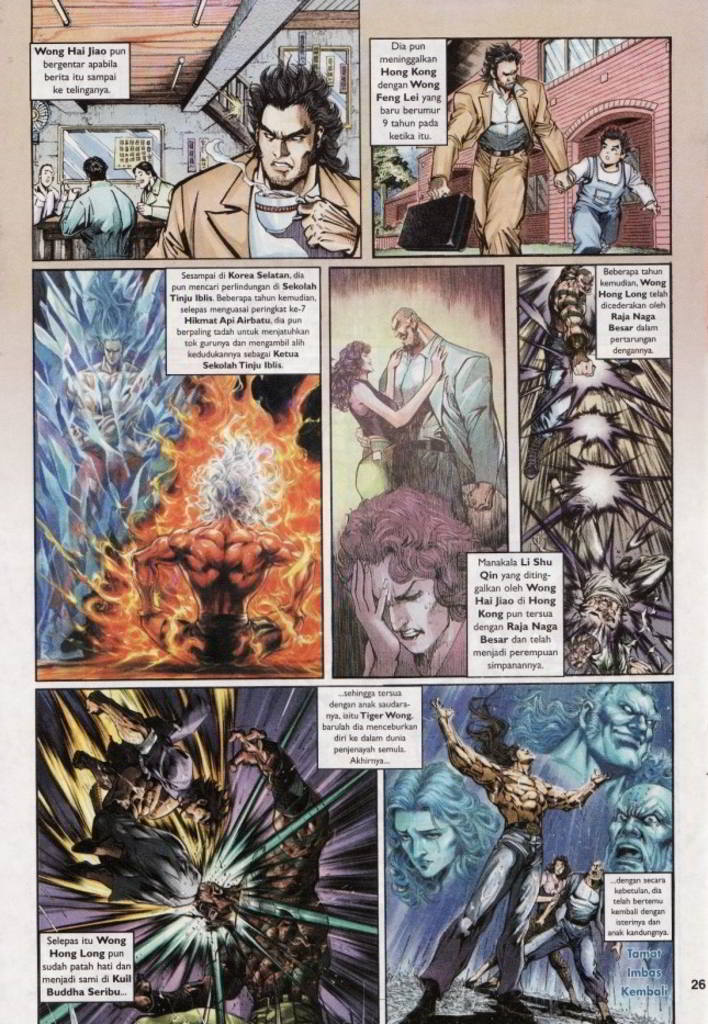 Wong Hai Jiao pun
bergentar apabila
berita itu sampai
ke telinganya.
Dia pun
meninggalkan
Hong Kong
dengan Wong
Feng Lei yang
baru berumur
9 tahun pada
ketika itu.
Sesampai di Korea Selatan, dia
pun mencari perlindungan di Sekolah
Tinju Iblis. Beberapa tahun kemudian,
selepas menguasai peringkat ke-7
Hikmat Api Airbatu, dia pun
berpaling tadah untuk menjatuhkan
tok gurunya dan mengambil alih
kedudukannya sebagai Ketua
Sekolah Tinju Iblis.
Manakala Li Shu
Qin yang diting-
galkan oleh Wong
Hai Jiao di Hong
Kong pun tersua
dengan Raja Naga
Besar dan telah
menjadi perempuan
simpanannya.
Beberapa tahun
kemudian, Wong
Hong Long telah
dicederakan oleh
Raja Naga
Besar dalam
pertarungan
dengannya.
Selepas itu Wong
Hong Long pun
sudah patah hati dan
menjadi sami di Kuil
Buddha Seribu...
...sehingga tersua
dengan anak saudara-
nya, iaitu Tiger Wong,
barulah dia menceburkan
diri ke dalam dunia
penjenayah semula.
Akhirnya...
...dengan secara
kebetulan, dia
telah bertemu
kembali dengan
isterinya dan
anak kandungnya.
Tamat
Imbas
Kembali
26